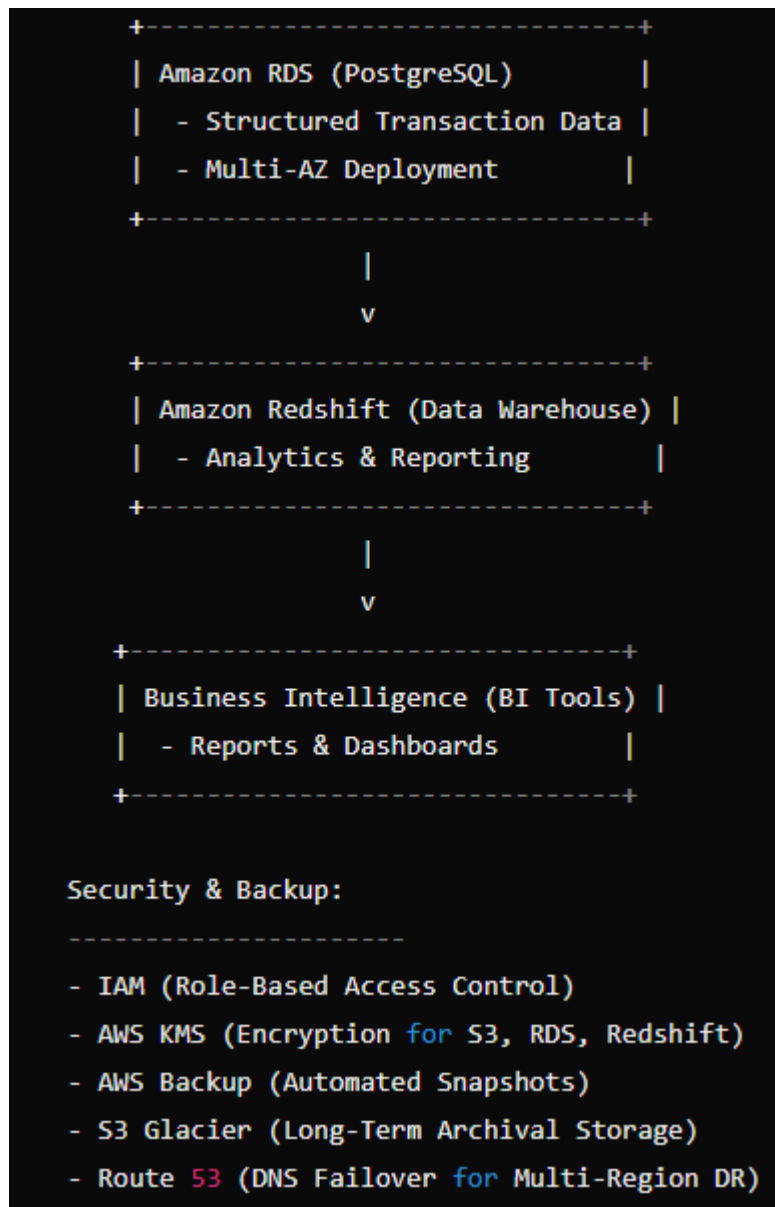 +--------------------------------+
| Amazon RDS (PostgreSQL)        |
|  - Structured Transaction Data |
|  - Multi-AZ Deployment        |
+--------------------------------+
|
v
+--------------------------------+
| Amazon Redshift (Data Warehouse) |
|  - Analytics & Reporting        |
+--------------------------------+
|
v
+--------------------------------+
| Business Intelligence (BI Tools) |
|  - Reports & Dashboards        |
+--------------------------------+
Security & Backup:
----------------------
- IAM (Role-Based Access Control)
- AWS KMS (Encryption for S3, RDS, Redshift)
- AWS Backup (Automated Snapshots)
- S3 Glacier (Long-Term Archival Storage)
- Route 53 (DNS Failover for Multi-Region DR)